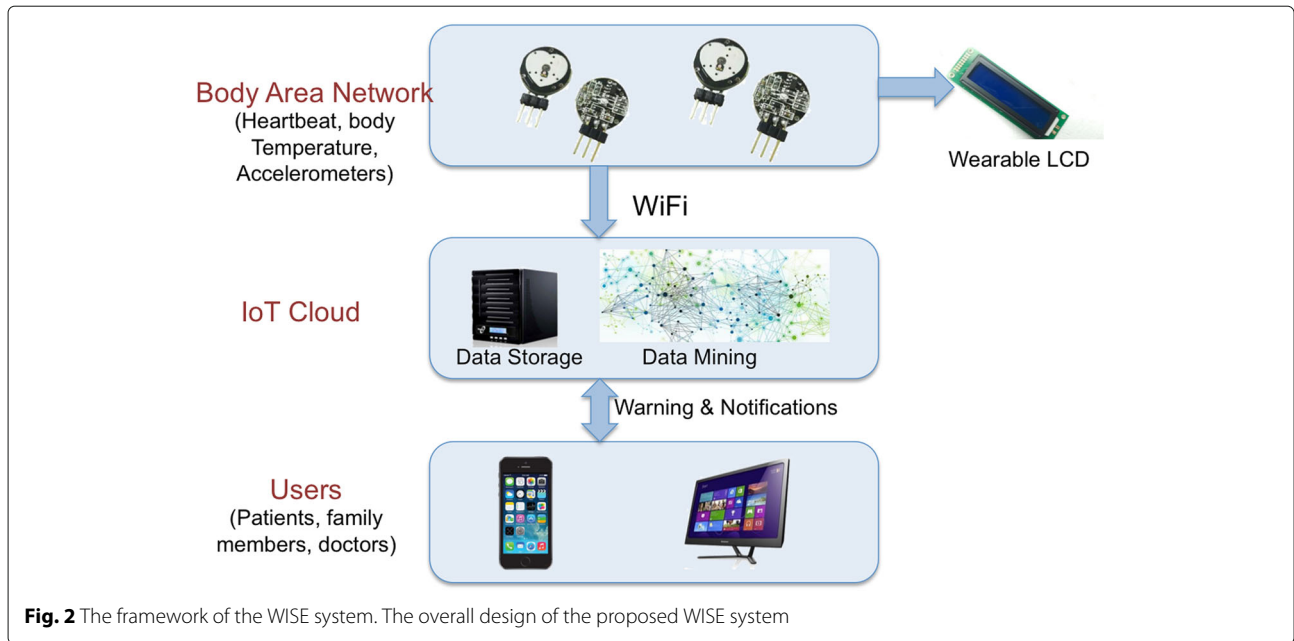 Body Area Network
(Heartbeat, body
Temperature,
Accelerometers)
Wearable LCD
WiFi
IoT Cloud
Data Storage
Data Mining
Warning & Notifications
Users
(Patients, family
members, doctors)
Fig. 2 The framework of the WISE system. The overall design of the proposed WISE system